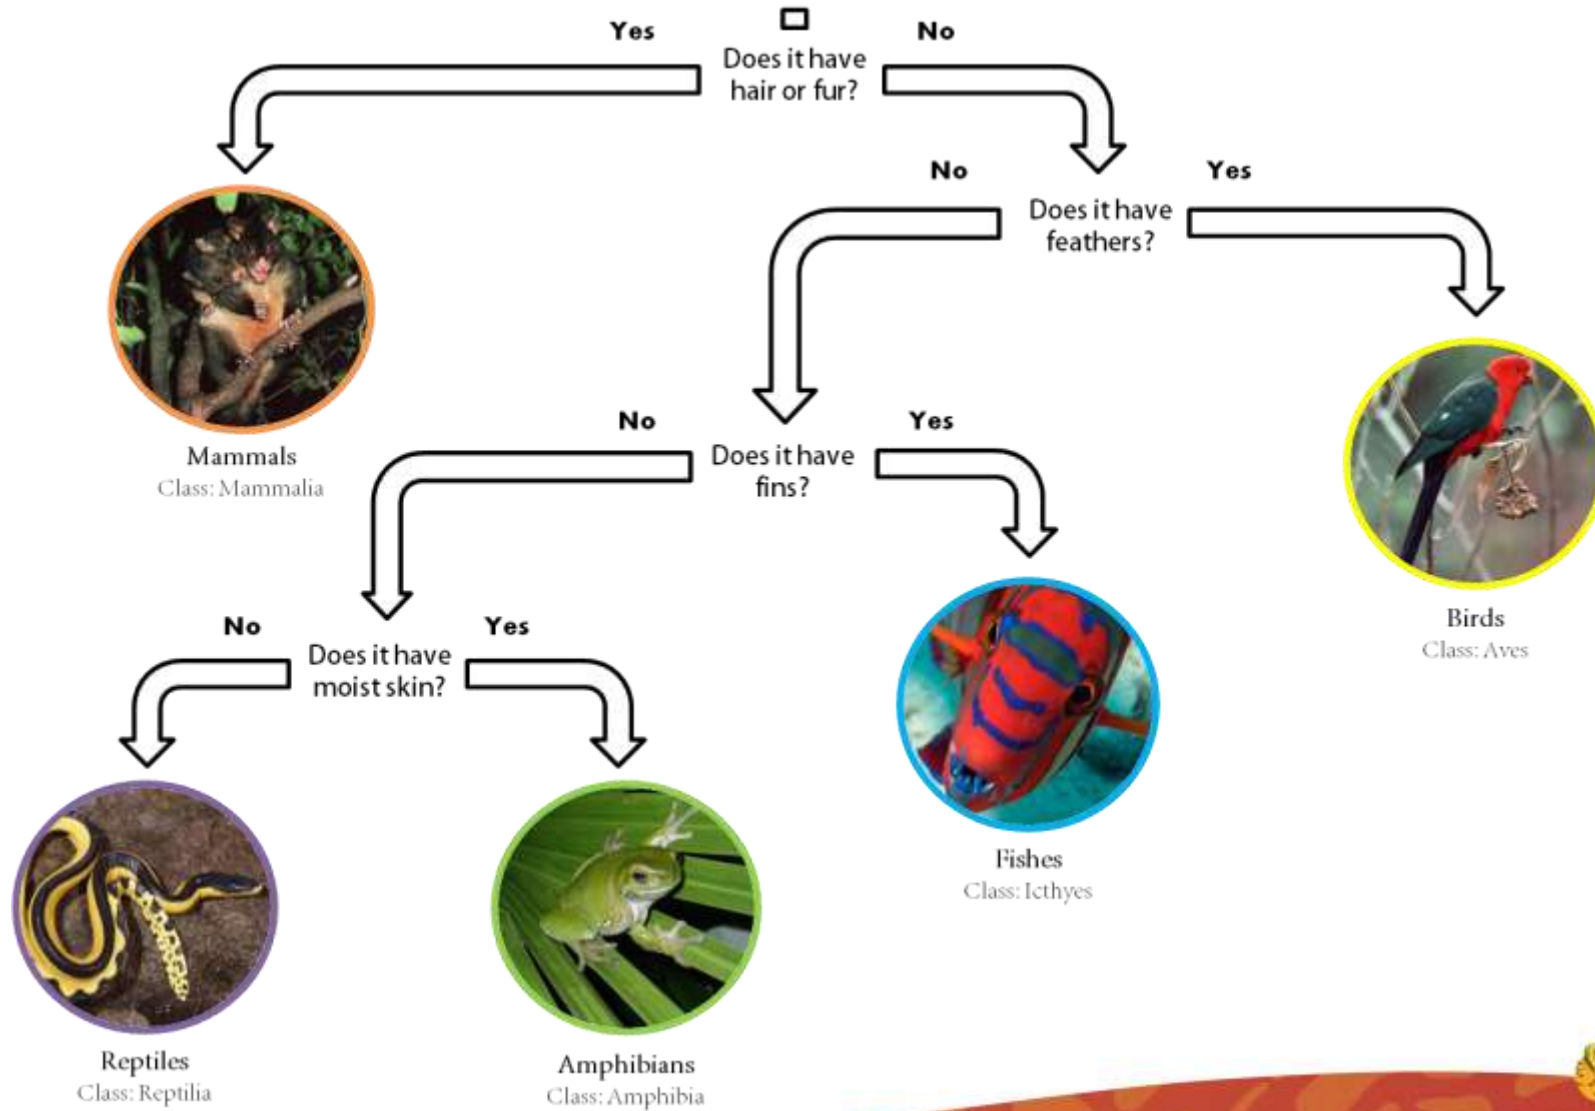 Yes
No
Does it have
hair or fur?
No
Yes
Does it have
feathers?
Mammals
Class: Mammalia
No
Yes
Does it have
fins?
Birds
Class: Aves
No
Yes
Does it have
moist skin?
Fishes
Class: Icthyes
Reptiles
Class: Reptilia
Amphibians
Class: Amphibia